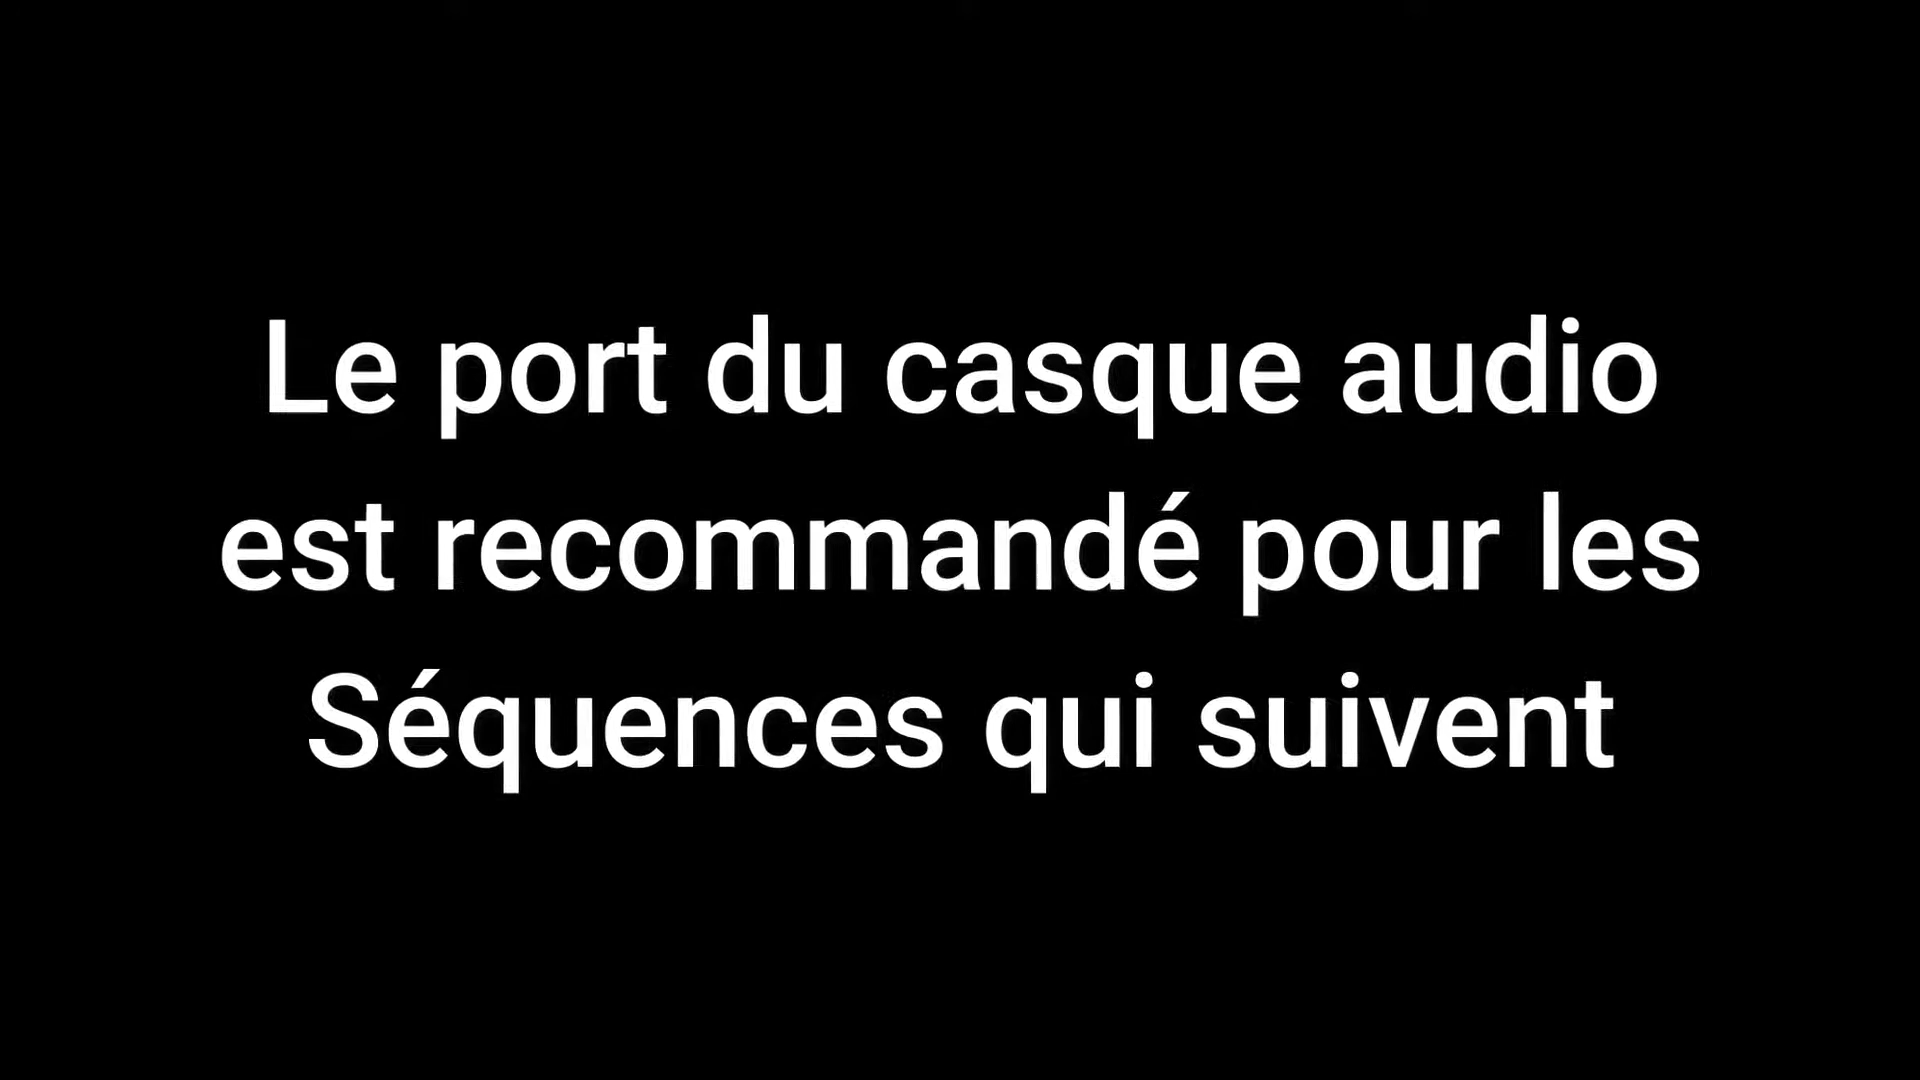 Le port du casque audio
est recommandé pour les
Séquences qui suivent